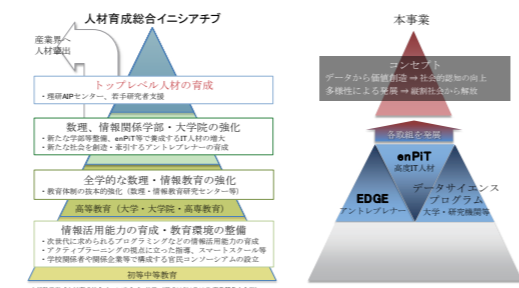 人材育成総合イニシアチブ
産業界へ
人材輩出
トップレベル人材の育成
・理研AIPセンター、若手研究者支援
数理、情報関係学部・大学院の強化
・新たな学部等整備、enPiT等で養成するIT人材の増大
・新たな社会を創造・牽引するアントレプレナーの育成
全学的な数理・情報教育の強化
・教育体制の抜本的強化（数理・情報教育研究センター等）
高等教育（大学・大学院・高専教育）
情報活用能力の育成・教育環境の整備
・次世代に求められるプログラミングなどの情報活用能力の育成
・アクティブラーニングの視点に立った指導、スマートスクール等
・学校関係者や関係企業等で構成する官民コンソーシアムの設立
初等中等教育
本事業
コンセプト
データから価値創造 ⇒ 社会的認知の向上
多様性による発展 ⇒ 縦割社会から解放
各取組を発展
enPiT
高度IT人材
EDGE
アントレプレナー
データサイエンス
プログラム
大学・研究機関等